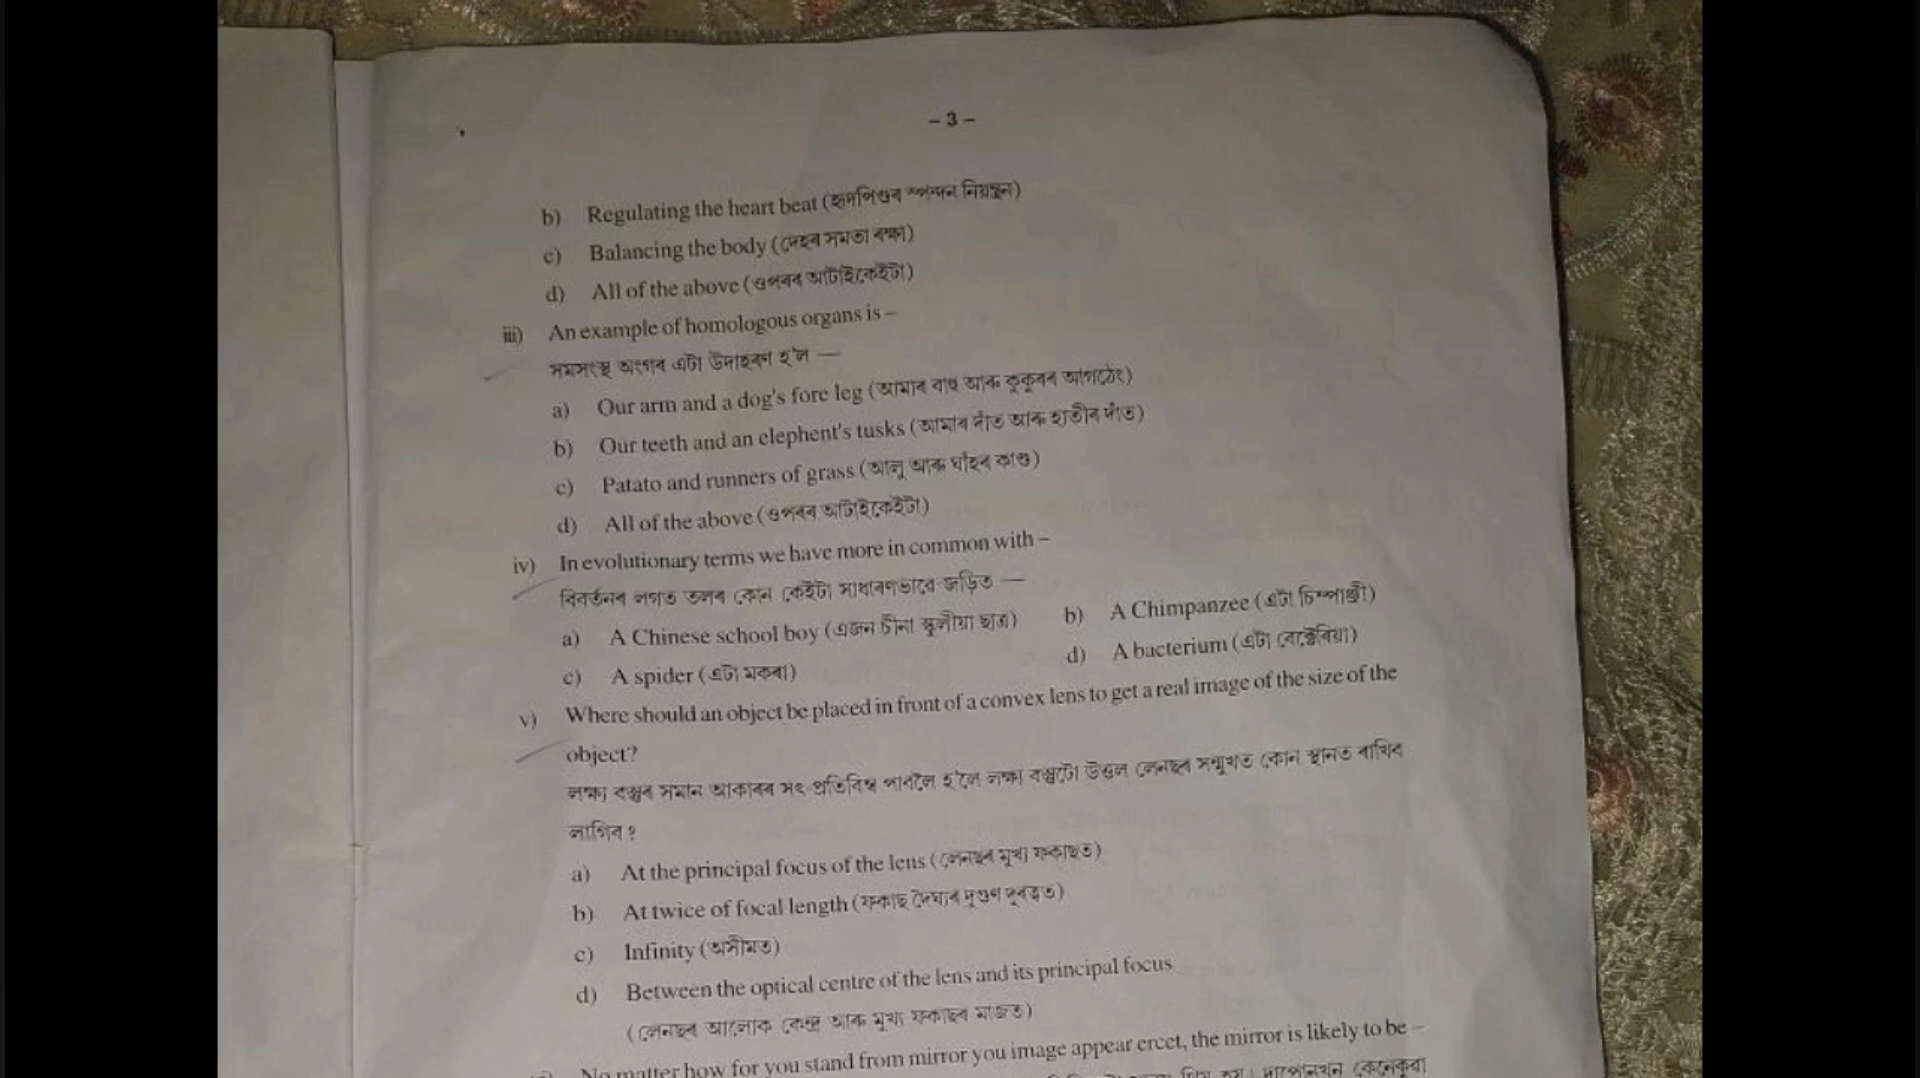 - 3 -
b) Regulating the heart beat (হৃদপিণ্ডৰ স্পন্দন নিয়ন্ত্ৰন)
c) Balancing the body (দেহৰ সমতা ৰক্ষা)
d) All of the above (ওপৰৰ আটাইকেইটা)
iii) An example of homologous organs is –
সমসংস্থ অংগৰ এটা উদাহৰণ হ'ল —
a) Our arm and a dog's fore leg (আমাৰ বাহু আৰু কুকুৰৰ আগঠেং)
b) Our teeth and an elephent's tusks (আমাৰ দাঁত আৰু হাতীৰ দাঁত)
c) Patato and runners of grass (আলু আৰু ঘাঁহৰ কাণ্ড)
d) All of the above (ওপৰৰ আটাইকেইটা)
iv) In evolutionary terms we have more in common with –
বিবৰ্তনৰ লগত তলৰ কোন কেইটা সাধাৰণভাৱে জড়িত —
a) A Chinese school boy (এজন চীনা স্কুলীয়া ছাত্ৰ) b) A Chimpanzee (এটা চিম্পাঞ্জী)
c) A spider (এটা মকৰা) d) A bacterium (এটা বেক্টেৰিয়া)
v) Where should an object be placed in front of a convex lens to get a real image of the size of the
object?
লক্ষ্য বস্তুৰ সমান আকাৰৰ সৎ প্ৰতিবিম্ব পাবলৈ হ'লে লক্ষ্য বস্তুটো উত্তল লেনছৰ সন্মুখত কোন স্থানত ৰাখিব
লাগিব ?
a) At the principal focus of the lens (লেনছৰ মুখ্য ফকাছত)
b) At twice of focal length (ফকাছ দৈৰ্ঘ্যৰ দুগুণ দূৰত্বত)
c) Infinity (অসীমত)
d) Between the optical centre of the lens and its principal focus
(লেনছৰ আলোক কেন্দ্ৰ আৰু মুখ্য ফকাছৰ মাজত)
No matter how for you stand from mirror you image appear ercet, the mirror is likely to be –
দাপোনখন কেনেকুৱা